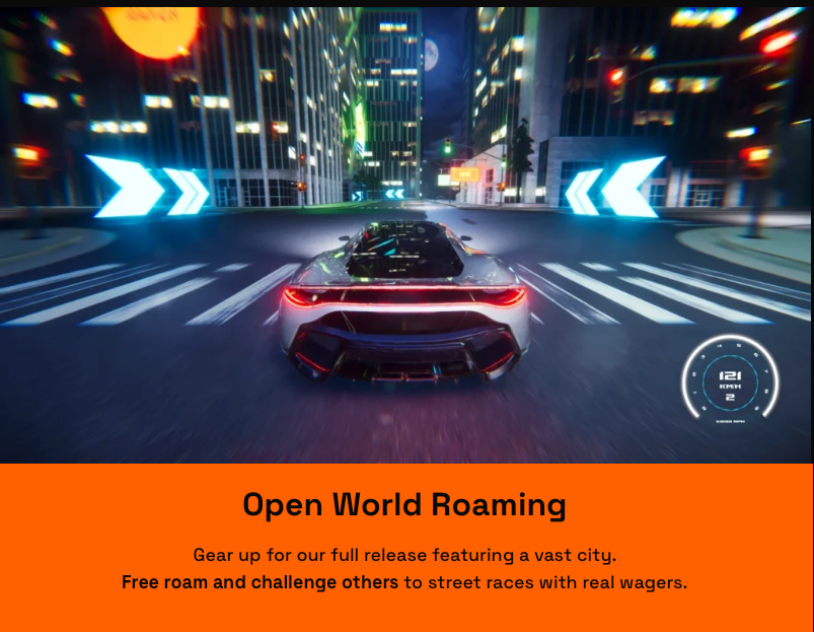 121
KM/H
2
Open World Roaming
Gear up for our full release featuring a vast city.
Free roam and challenge others to street races with real wagers.